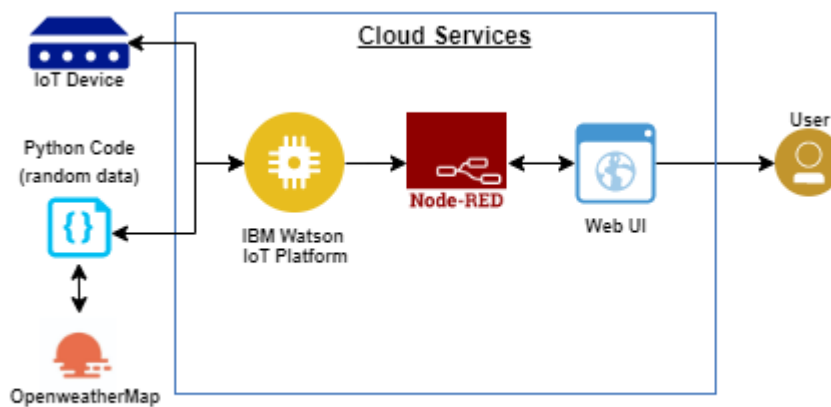 Cloud Services
IoT Device
User
Python Code
(random data)
Node-RED
IBM Watson
IoT Platform
Web UI
OpenweatherMap